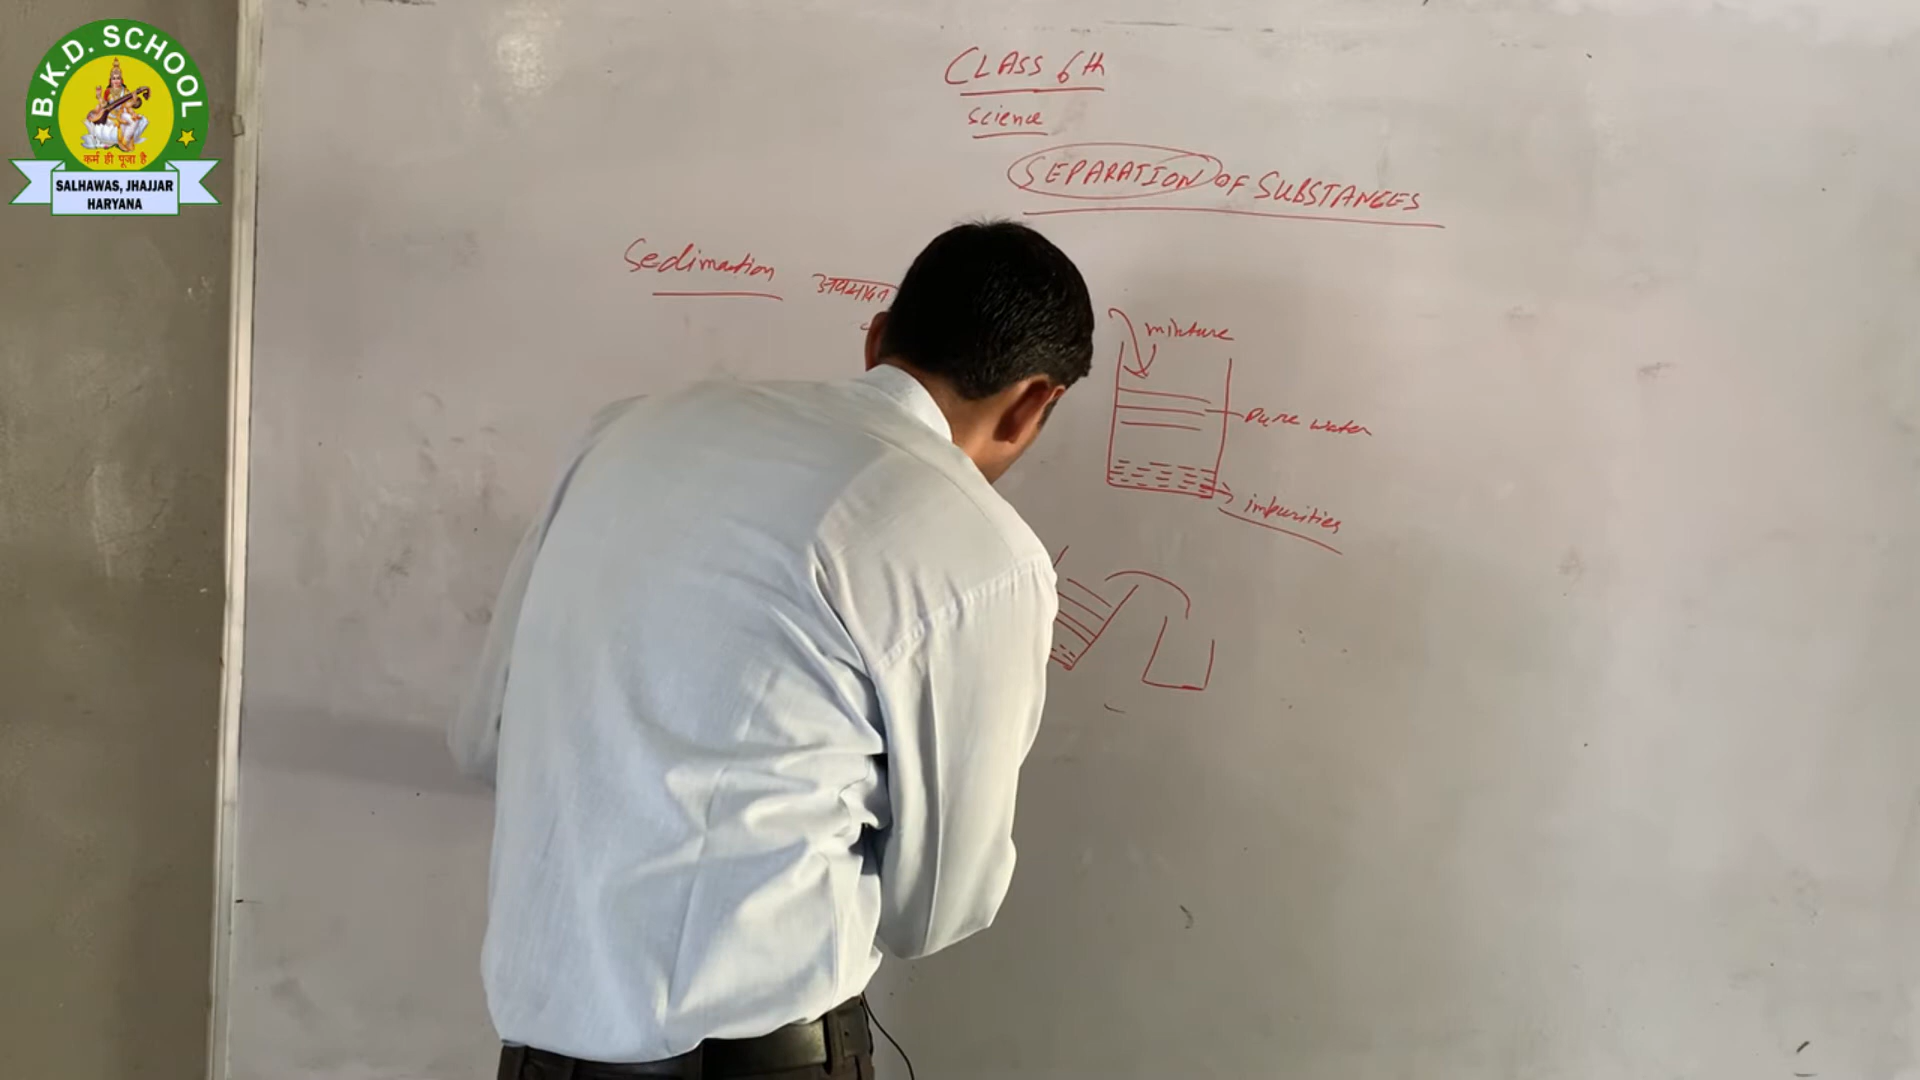 B.K.D. SCHOOL
कर्म ही पूजा है
SALHAWAS, JHAJJAR
HARYANA
CLASS 6th
Science
SEPARATION OF SUBSTANCES
Sedimation
mixture
Pure water
impurities